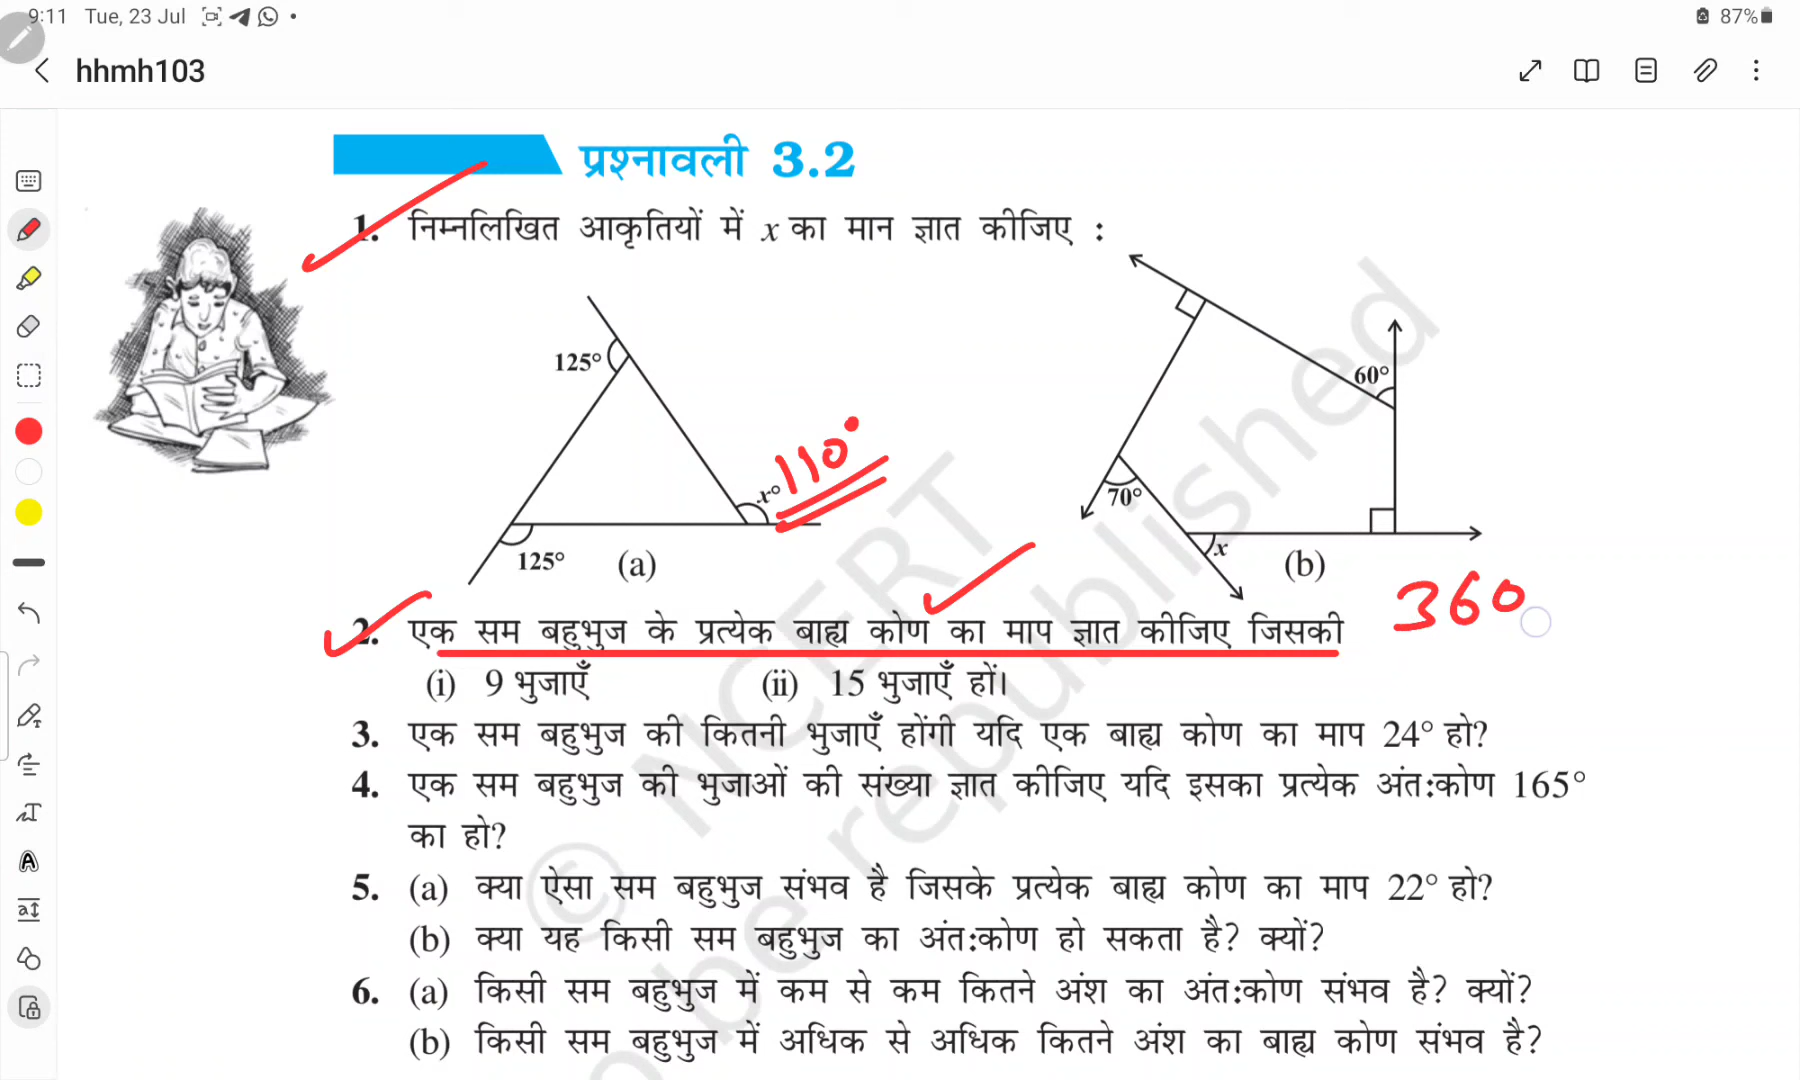 9:11 Tue, 23 Jul
87%
hhmh103
प्रश्नावली 3.2
1. निम्नलिखित आकृतियों में x का मान ज्ञात कीजिए :
125°
60°
110°
x°
70°
125° (a)
x (b)
360
2. एक सम बहुभुज के प्रत्येक बाह्य कोण का माप ज्ञात कीजिए जिसकी
(i) 9 भुजाएँ (ii) 15 भुजाएँ हों।
3. एक सम बहुभुज की कितनी भुजाएँ होंगी यदि एक बाह्य कोण का माप 24° हो?
4. एक सम बहुभुज की भुजाओं की संख्या ज्ञात कीजिए यदि इसका प्रत्येक अंत:कोण 165°
का हो?
5. (a) क्या ऐसा सम बहुभुज संभव है जिसके प्रत्येक बाह्य कोण का माप 22° हो?
(b) क्या यह किसी सम बहुभुज का अंत:कोण हो सकता है? क्यों?
6. (a) किसी सम बहुभुज में कम से कम कितने अंश का अंत:कोण संभव है? क्यों?
(b) किसी सम बहुभुज में अधिक से अधिक कितने अंश का बाह्य कोण संभव है?
© NCERT
be republished